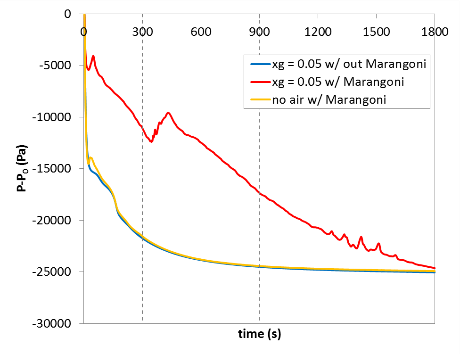 0
0 300 600 900 1200 1500 1800
xg = 0.05 w/ out Marangoni
xg = 0.05 w/ Marangoni
no air w/ Marangoni
-5000
-10000
-15000
-20000
-25000
-30000
P-P₀ (Pa)
time (s)